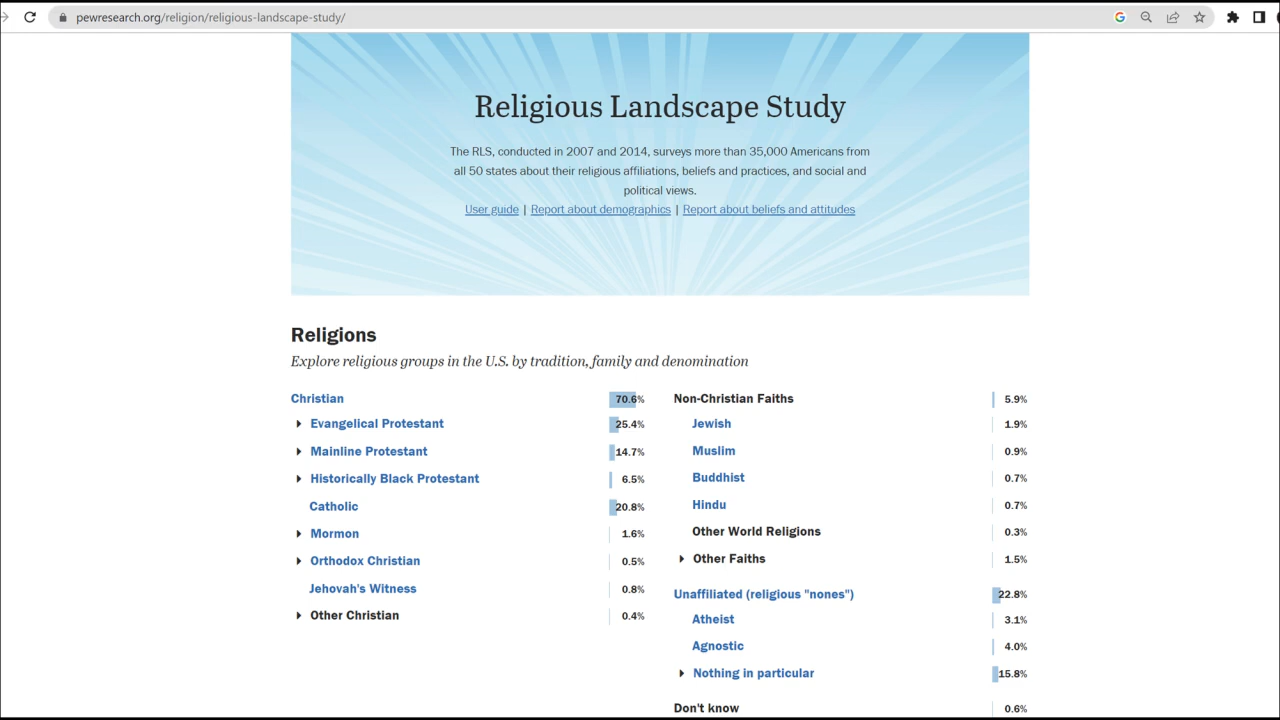 pewresearch.org/religion/religious-landscape-study/
Religious Landscape Study
The RLS, conducted in 2007 and 2014, surveys more than 35,000 Americans from
all 50 states about their religious affiliations, beliefs and practices, and social and
political views.
User guide | Report about demographics | Report about beliefs and attitudes
Religions
Explore religious groups in the U.S. by tradition, family and denomination
Christian 70.6%
Evangelical Protestant 25.4%
Mainline Protestant 14.7%
Historically Black Protestant 6.5%
Catholic 20.8%
Mormon 1.6%
Orthodox Christian 0.5%
Jehovah's Witness 0.8%
Other Christian 0.4%
Non-Christian Faiths 5.9%
Jewish 1.9%
Muslim 0.9%
Buddhist 0.7%
Hindu 0.7%
Other World Religions 0.3%
Other Faiths 1.5%
Unaffiliated (religious "nones") 22.8%
Atheist 3.1%
Agnostic 4.0%
Nothing in particular 15.8%
Don't know 0.6%